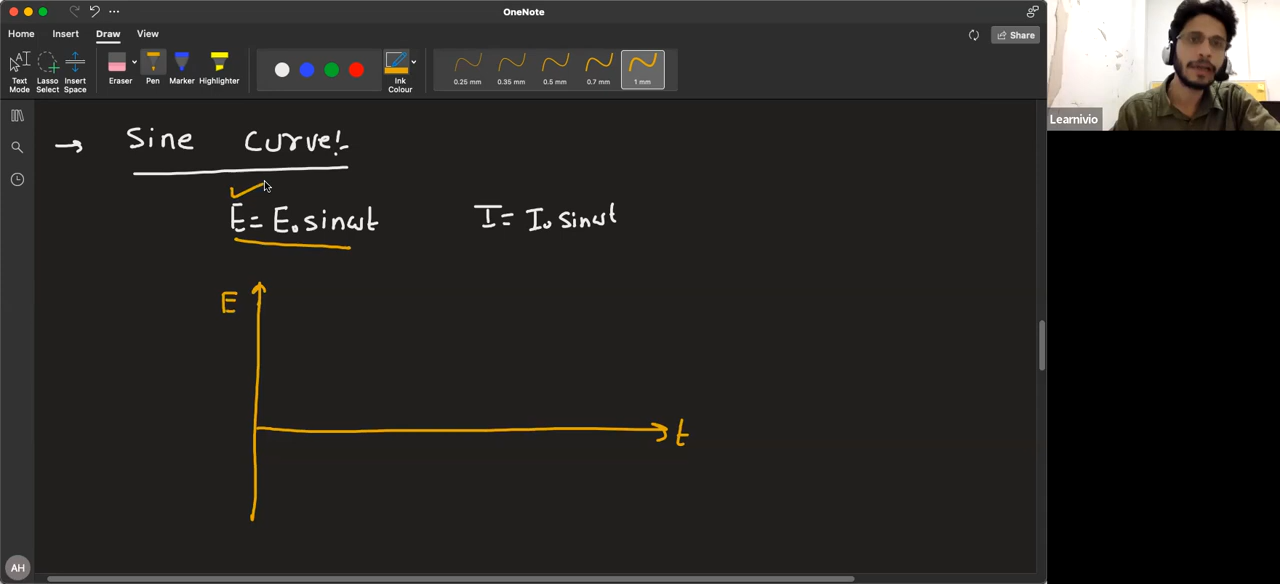 OneNote
Home Insert Draw View
Share
Text Mode
Lasso Select
Insert Space
Eraser
Pen
Marker
Highlighter
Ink Colour
0.25 mm
0.35 mm
0.5 mm
0.7 mm
1 mm
Learnivio
→ Sine Curve!
E = E₀ sinωt I = I₀ sinωt
E
t
AH